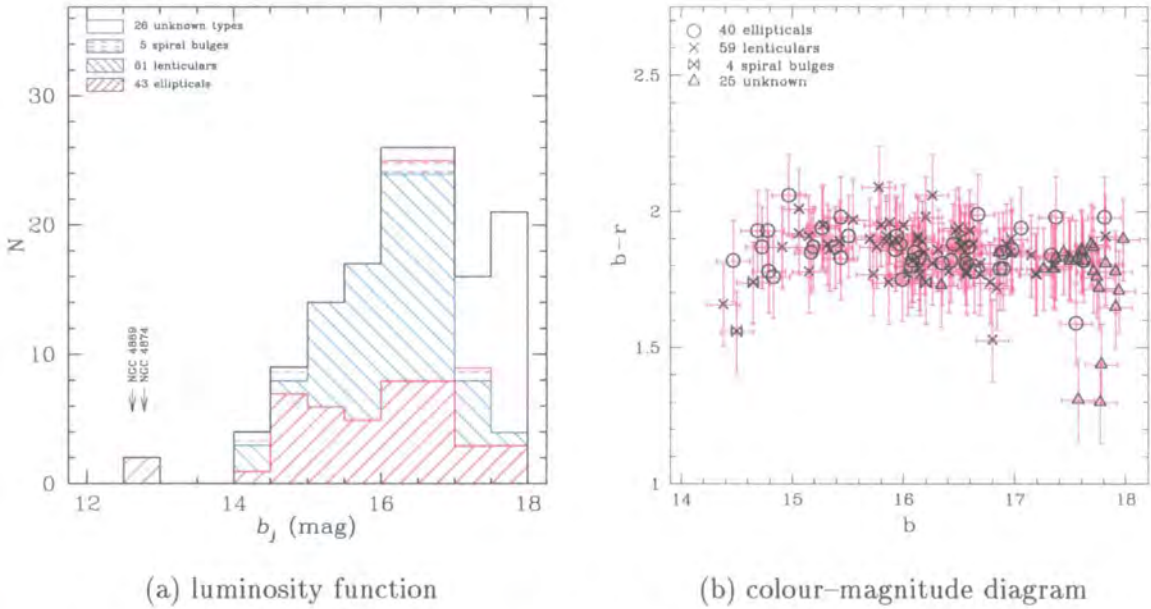 26 unknown types
5 spiral bulges
61 lenticulars
43 ellipticals
30
20
10
0
N
NGC 4889
NGC 4874
12
14
16
18
b_j (mag)
(a) luminosity function
40 ellipticals
59 lenticulars
4 spiral bulges
25 unknown
2.5
2
1.5
1
b-r
14
15
16
17
18
b
(b) colour–magnitude diagram